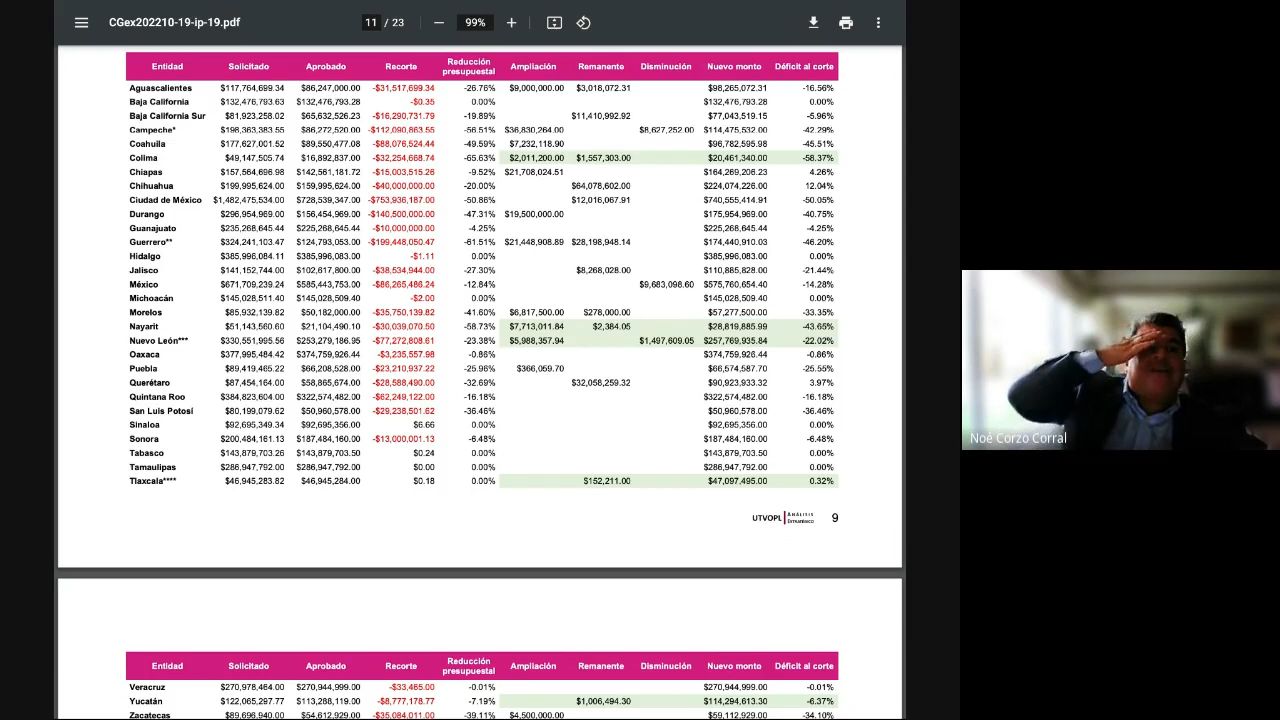 CGex202210-19-ip-19.pdf 11 / 23 99%
Entidad Solicitado Aprobado Recorte Reducción presupuestal Ampliación Remanente Disminución Nuevo monto Déficit al corte
Aguascalientes $117,764,699.34 $86,247,000.00 -$31,517,699.34 -26.76% $9,000,000.00 $3,018,072.31 $98,265,072.31 -16.56%
Baja California $132,476,793.63 $132,476,793.28 -$0.35 0.00% $132,476,793.28 0.00%
Baja California Sur $81,923,258.02 $65,632,526.23 -$16,290,731.79 -19.89% $11,410,992.92 $77,043,519.15 -5.96%
Campeche* $198,363,383.55 $86,272,520.00 -$112,090,863.55 -56.51% $36,830,264.00 $8,627,252.00 $114,475,532.00 -42.29%
Coahuila $177,627,001.52 $89,550,477.08 -$88,076,524.44 -49.59% $7,232,118.90 $96,782,595.98 -45.51%
Colima $49,147,505.74 $16,892,837.00 -$32,254,668.74 -65.63% $2,011,200.00 $1,557,303.00 $20,461,340.00 -58.37%
Chiapas $157,564,696.98 $142,561,181.72 -$15,003,515.26 -9.52% $21,708,024.51 $164,269,206.23 4.26%
Chihuahua $199,995,624.00 $159,995,624.00 -$40,000,000.00 -20.00% $64,078,602.00 $224,074,226.00 12.04%
Ciudad de México $1,482,475,534.00 $728,539,347.00 -$753,936,187.00 -50.86% $12,016,067.91 $740,555,414.91 -50.05%
Durango $296,954,969.00 $156,454,969.00 -$140,500,000.00 -47.31% $19,500,000.00 $175,954,969.00 -40.75%
Guanajuato $235,268,645.44 $225,268,645.44 -$10,000,000.00 -4.25% $225,268,645.44 -4.25%
Guerrero** $324,241,103.47 $124,793,053.00 -$199,448,050.47 -61.51% $21,448,908.89 $28,198,948.14 $174,440,910.03 -46.20%
Hidalgo $385,996,084.11 $385,996,083.00 -$1.11 0.00% $385,996,083.00 0.00%
Jalisco $141,152,744.00 $102,617,800.00 -$38,534,944.00 -27.30% $8,268,028.00 $110,885,828.00 -21.44%
México $671,709,239.24 $585,443,753.00 -$86,265,486.24 -12.84% $9,683,098.60 $575,760,654.40 -14.28%
Michoacán $145,028,511.40 $145,028,509.40 -$2.00 0.00% $145,028,509.40 0.00%
Morelos $85,932,139.82 $50,182,000.00 -$35,750,139.82 -41.60% $6,817,500.00 $278,000.00 $57,277,500.00 -33.35%
Nayarit $51,143,560.60 $21,104,490.10 -$30,039,070.50 -58.73% $7,713,011.84 $2,384.05 $28,819,885.99 -43.65%
Nuevo León*** $330,551,995.56 $253,279,186.95 -$77,272,808.61 -23.38% $5,988,357.94 $1,497,609.05 $257,769,935.84 -22.02%
Oaxaca $377,995,484.42 $374,759,926.44 -$3,235,557.98 -0.86% $374,759,926.44 -0.86%
Puebla $89,419,465.22 $66,208,528.00 -$23,210,937.22 -25.96% $366,059.70 $66,574,587.70 -25.55%
Querétaro $87,454,164.00 $58,865,674.00 -$28,588,490.00 -32.69% $32,058,259.32 $90,923,933.32 3.97%
Quintana Roo $384,823,604.00 $322,574,482.00 -$62,249,122.00 -16.18% $322,574,482.00 -16.18%
San Luis Potosí $80,199,079.62 $50,960,578.00 -$29,238,501.62 -36.46% $50,960,578.00 -36.46%
Sinaloa $92,695,349.34 $92,695,356.00 $6.66 0.00% $92,695,356.00 0.00%
Sonora $200,484,161.13 $187,484,160.00 -$13,000,001.13 -6.48% $187,484,160.00 -6.48%
Tabasco $143,879,703.26 $143,879,703.50 $0.24 0.00% $143,879,703.50 0.00%
Tamaulipas $286,947,792.00 $286,947,792.00 $0.00 0.00% $286,947,792.00 0.00%
Tlaxcala**** $46,945,283.82 $46,945,284.00 $0.18 0.00% $152,211.00 $47,097,495.00 0.32%
UTVOPL ANÁLISIS ESTRATÉGICO 9
Entidad Solicitado Aprobado Recorte Reducción presupuestal Ampliación Remanente Disminución Nuevo monto Déficit al corte
Veracruz $270,978,464.00 $270,944,999.00 -$33,465.00 -0.01% $270,944,999.00 -0.01%
Yucatán $122,065,297.77 $113,288,119.00 -$8,777,178.77 -7.19% $1,006,494.30 $114,294,613.30 -6.37%
Zacatecas $89,696,940.00 $54,612,929.00 -$35,084,011.00 -39.11% $4,500,000.00 $59,112,929.00 -34.10%
Noé Corzo Corral